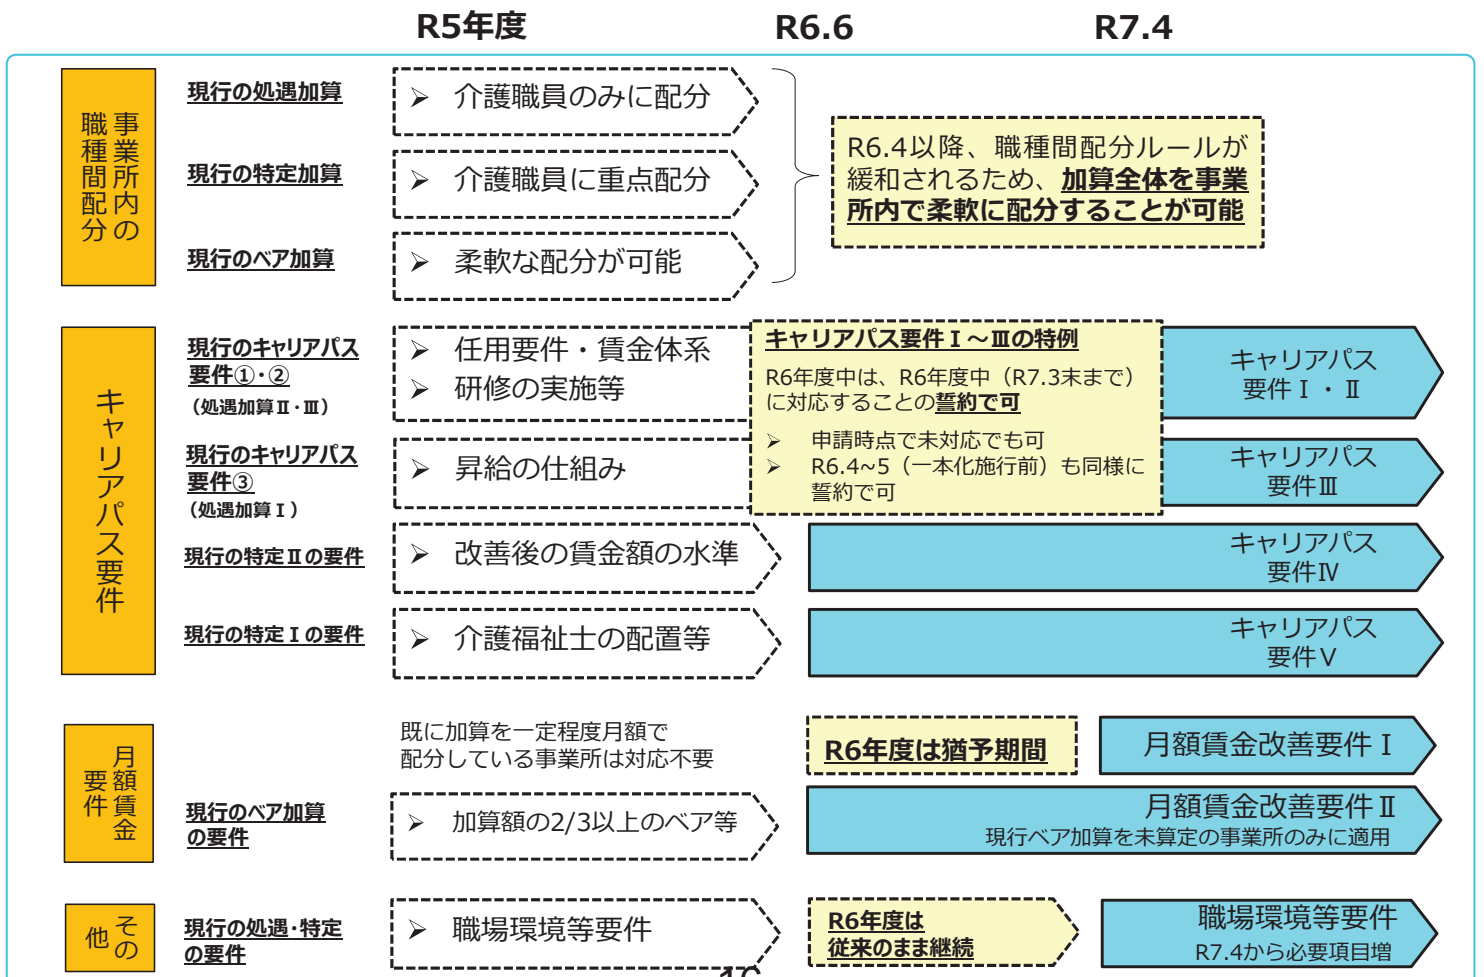 R5年度
R6.6
R7.4
事業所内の
職種間配分
現行の処遇加算
➢ 介護職員のみに配分
現行の特定加算
➢ 介護職員に重点配分
現行のベア加算
➢ 柔軟な配分が可能
R6.4以降、職種間配分ルールが
緩和されるため、加算全体を事業
所内で柔軟に配分することが可能
キャリアパス要件
現行のキャリアパス
要件①・②
（処遇加算Ⅱ・Ⅲ）
➢ 任用要件・賃金体系
➢ 研修の実施等
現行のキャリアパス
要件③
（処遇加算Ⅰ）
➢ 昇給の仕組み
キャリアパス要件Ⅰ～Ⅲの特例
R6年度中は、R6年度中（R7.3末まで）
に対応することの誓約で可
➢ 申請時点で未対応でも可
➢ R6.4~5（一本化施行前）も同様に
誓約で可
キャリアパス
要件Ⅰ・Ⅱ
キャリアパス
要件Ⅲ
現行の特定Ⅱの要件
➢ 改善後の賃金額の水準
キャリアパス
要件Ⅳ
現行の特定Ⅰの要件
➢ 介護福祉士の配置等
キャリアパス
要件Ⅴ
月額賃金
要件
既に加算を一定程度月額で
配分している事業所は対応不要
R6年度は猶予期間
月額賃金改善要件Ⅰ
現行のベア加算
の要件
➢ 加算額の2/3以上のベア等
月額賃金改善要件Ⅱ
現行ベア加算を未算定の事業所のみに適用
その
他
現行の処遇・特定
の要件
➢ 職場環境等要件
R6年度は
従来のまま継続
職場環境等要件
R7.4から必要項目増